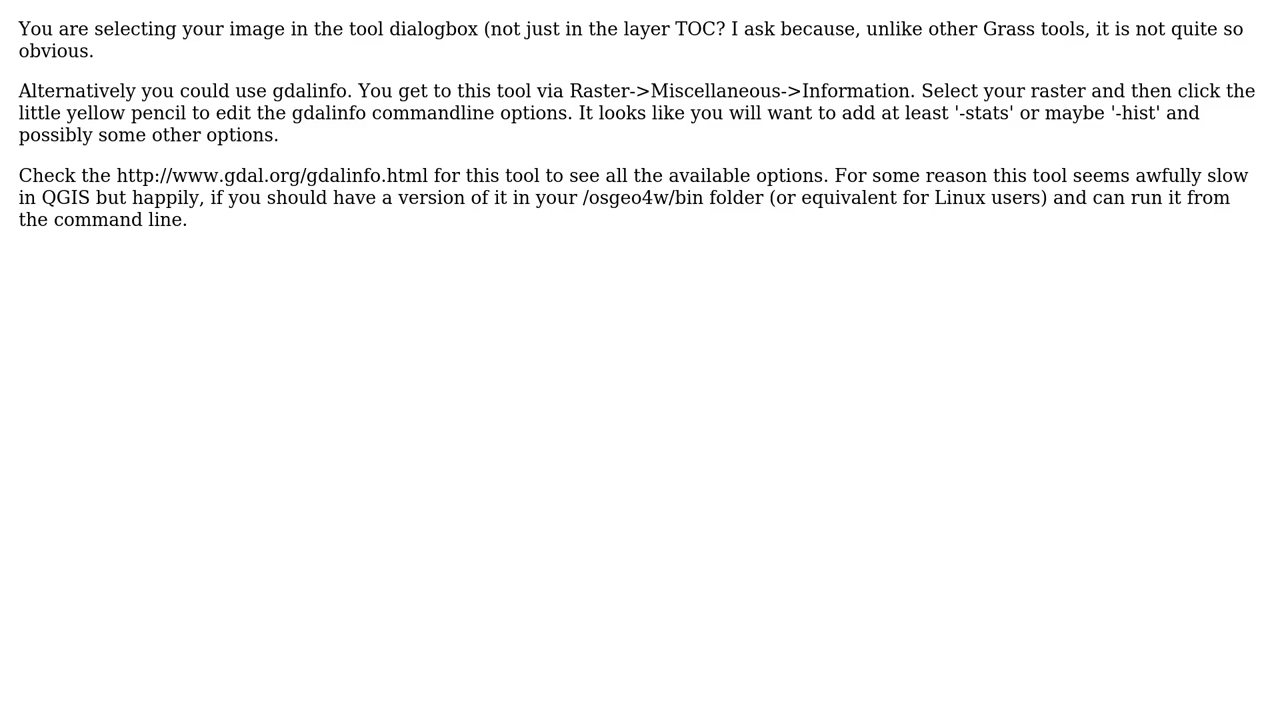 You are selecting your image in the tool dialogbox (not just in the layer TOC? I ask because, unlike other Grass tools, it is not quite so
obvious.
Alternatively you could use gdalinfo. You get to this tool via Raster->Miscellaneous->Information. Select your raster and then click the
little yellow pencil to edit the gdalinfo commandline options. It looks like you will want to add at least '-stats' or maybe '-hist' and
possibly some other options.
Check the http://www.gdal.org/gdalinfo.html for this tool to see all the available options. For some reason this tool seems awfully slow
in QGIS but happily, if you should have a version of it in your /osgeo4w/bin folder (or equivalent for Linux users) and can run it from
the command line.